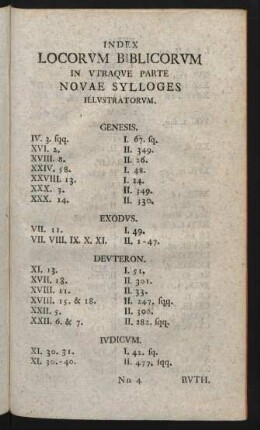 INDEX
LOCORVM BIBLICORVM
IN VTRAQVE PARTE
NOVAE SYLLOGES
ILLVSTRATORVM.
GENESIS.
IV. 3. sqq. I. 67. sq.
XVI. 2. II. 349.
XVIII. 8. II. 26.
XXIV. 58. I. 48.
XXVIII. 13. I. 24.
XXX. 3. II. 349.
XXX. 14. II. 330.
EXODVS.
VII. 11. I. 49.
VII. VIII. IX. X. XI. II. 1-47.
DEVTERON.
XI. 13. I. 51.
XVII. 18. II. 301.
XVIII. 11. II. 33.
XVIII. 15. & 18. II. 247. sqq.
XXII. 5. II. 306.
XXII. 6. & 7. II. 282. sqq.
IVDICVM.
XI. 30. 31. I. 42. sq.
XI. 30.-40. II. 477. sqq.
Nn 4 RVTH.